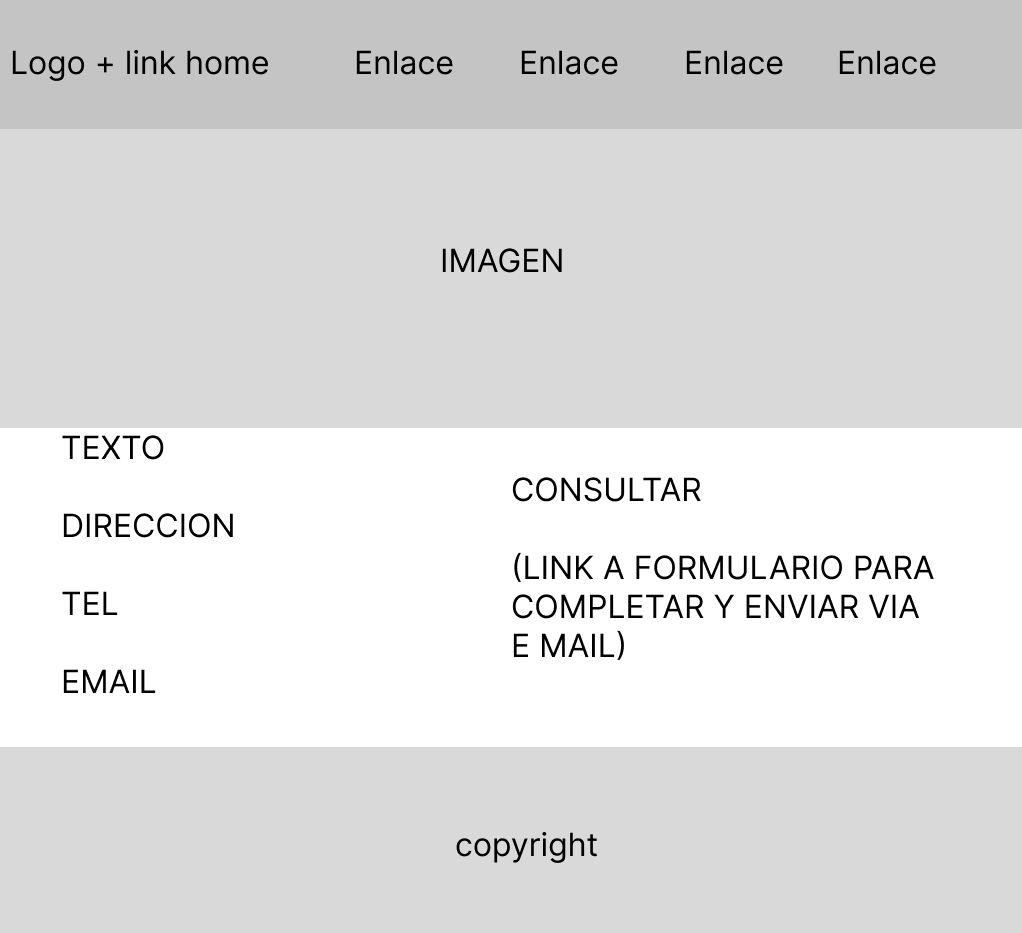 Logo + link home Enlace Enlace Enlace Enlace
IMAGEN
TEXTO
DIRECCION
TEL
EMAIL
CONSULTAR
(LINK A FORMULARIO PARA
COMPLETAR Y ENVIAR VIA
E MAIL)
copyright